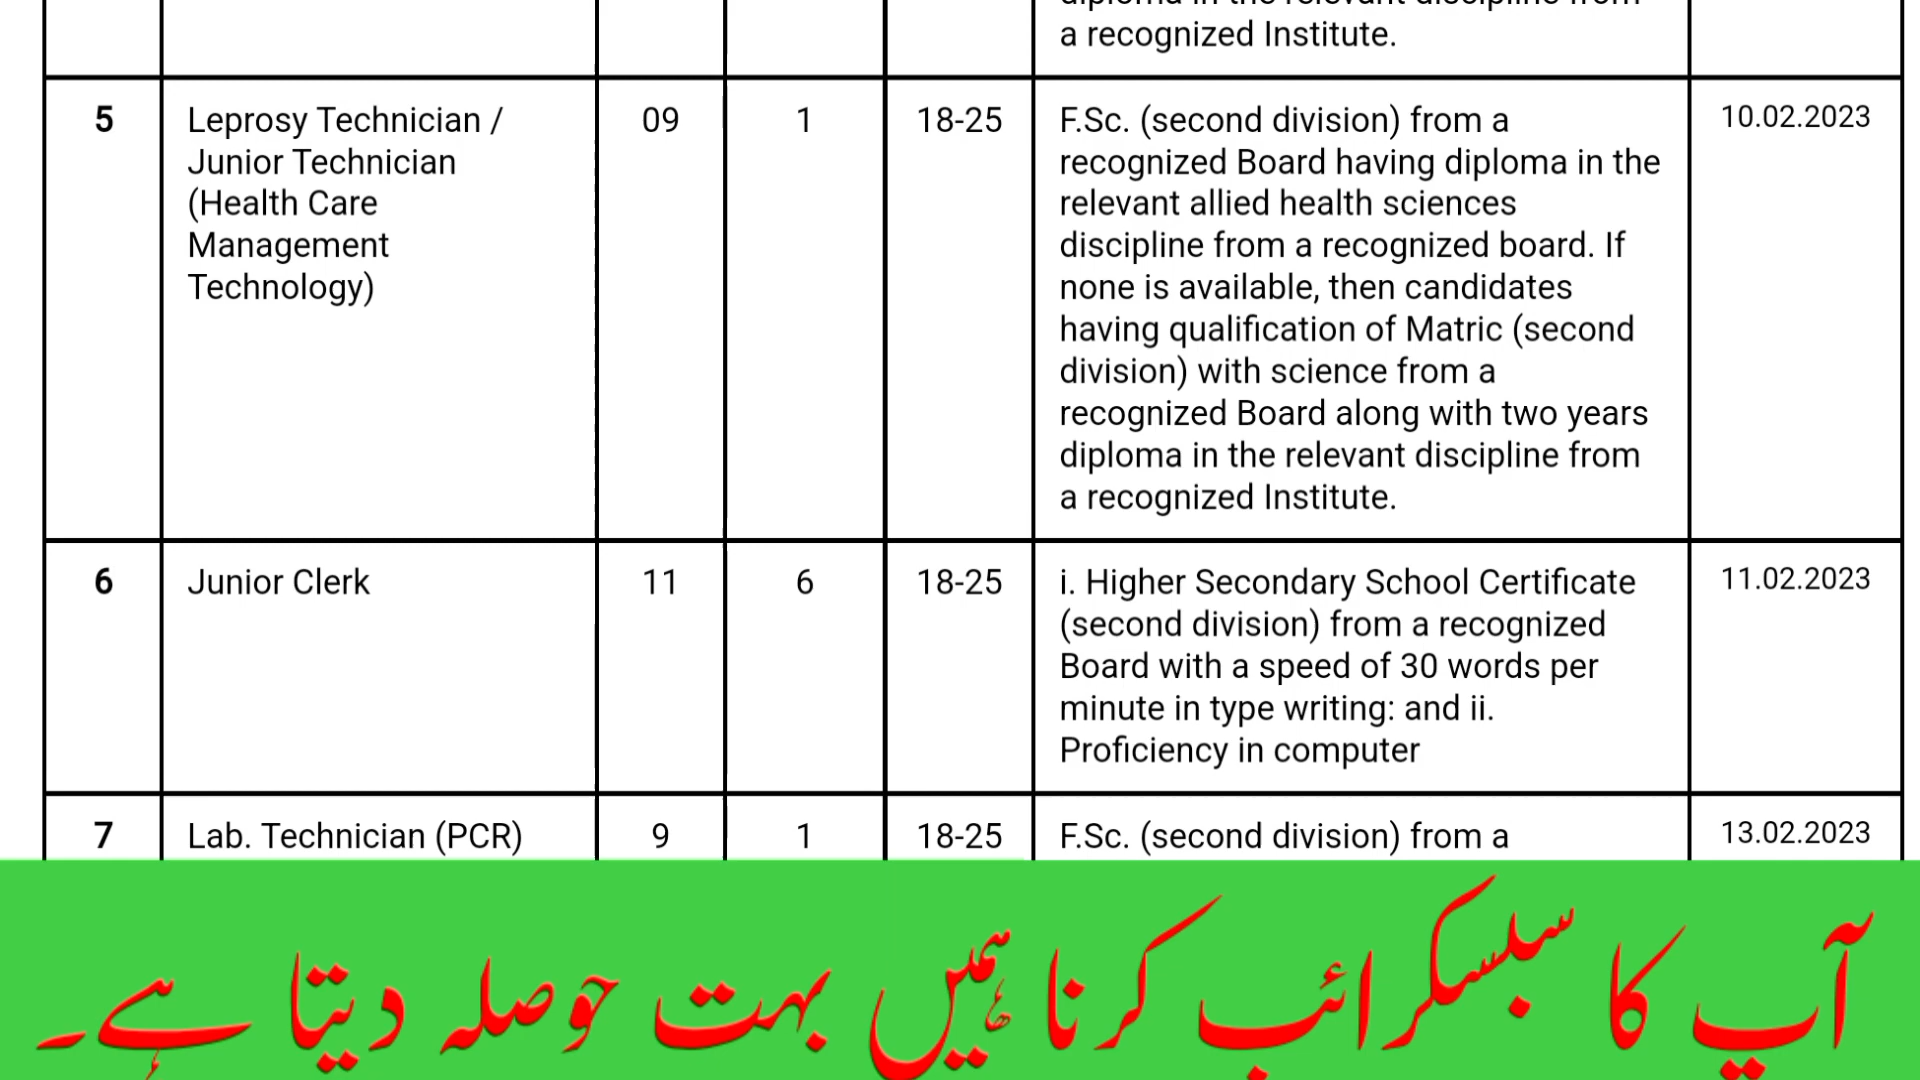 diploma in the relevant discipline from
a recognized Institute.
5 Leprosy Technician / 09 1 18-25 F.Sc. (second division) from a 10.02.2023
Junior Technician recognized Board having diploma in the
(Health Care relevant allied health sciences
Management discipline from a recognized board. If
Technology) none is available, then candidates
having qualification of Matric (second
division) with science from a
recognized Board along with two years
diploma in the relevant discipline from
a recognized Institute.
6 Junior Clerk 11 6 18-25 i. Higher Secondary School Certificate 11.02.2023
(second division) from a recognized
Board with a speed of 30 words per
minute in type writing: and ii.
Proficiency in computer
7 Lab. Technician (PCR) 9 1 18-25 F.Sc. (second division) from a 13.02.2023
آپ کا سبسکرائب کرنا ہمیں بہت حوصلہ دیتا ہے۔